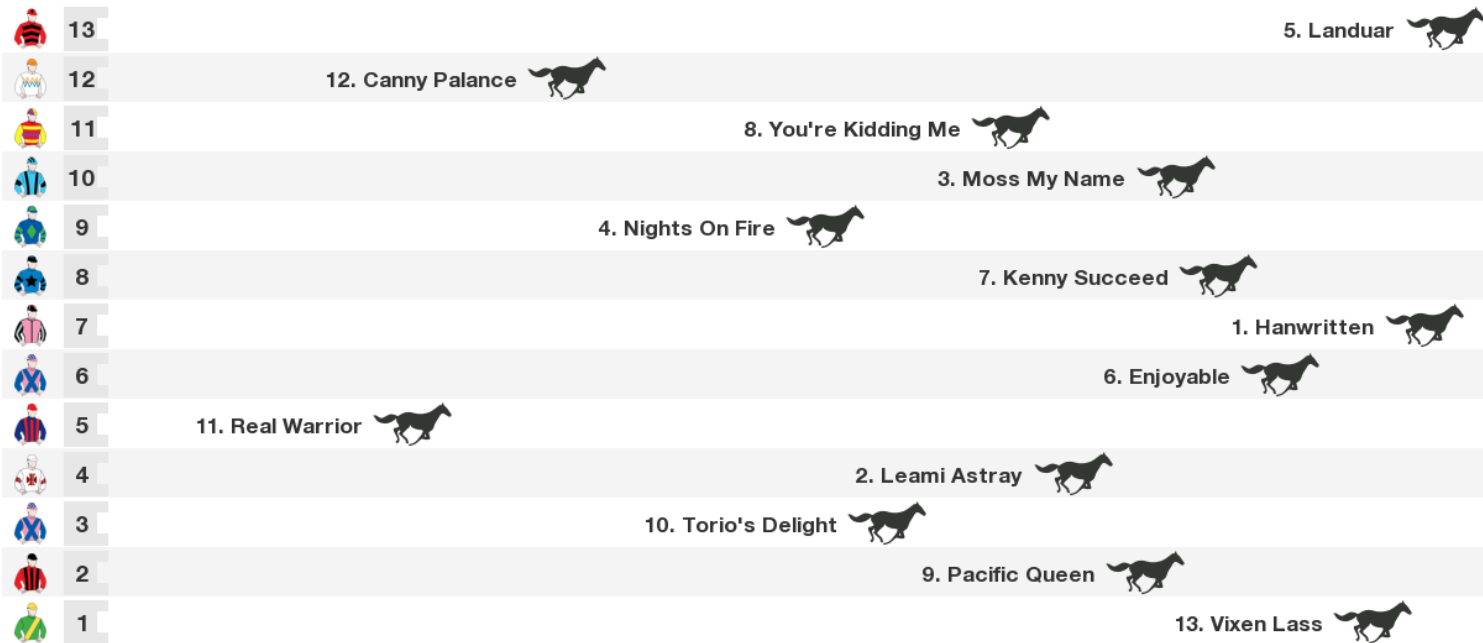 13 5. Landuar
12 12. Canny Palance
11 8. You're Kidding Me
10 3. Moss My Name
9 4. Nights On Fire
8 7. Kenny Succeed
7 1. Hanwritten
6 6. Enjoyable
5 11. Real Warrior
4 2. Leami Astray
3 10. Torio's Delight
2 9. Pacific Queen
1 13. Vixen Lass